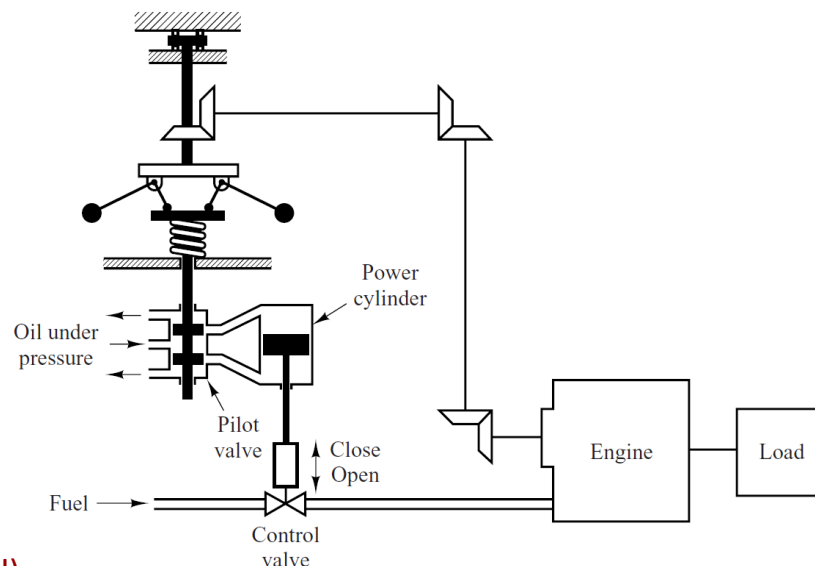 Power
cylinder
Oil under
pressure
Pilot
valve
Close
Open
Engine
Load
Fuel
Control
valve